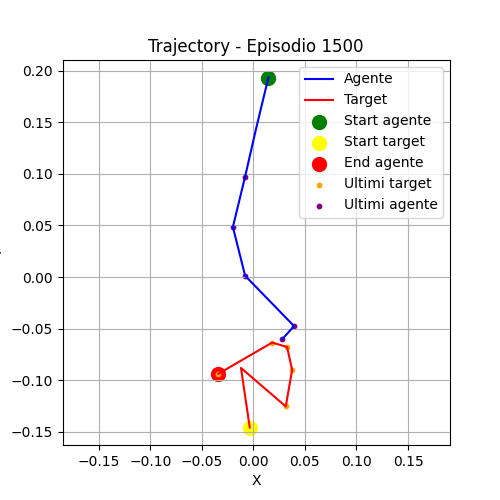 Trajectory - Episodio 1500
Agente
Target
Start agente
Start target
End agente
Ultimi target
Ultimi agente
0.20
0.15
0.10
0.05
0.00
−0.05
−0.10
−0.15
−0.15
−0.10
−0.05
0.00
0.05
0.10
0.15
X